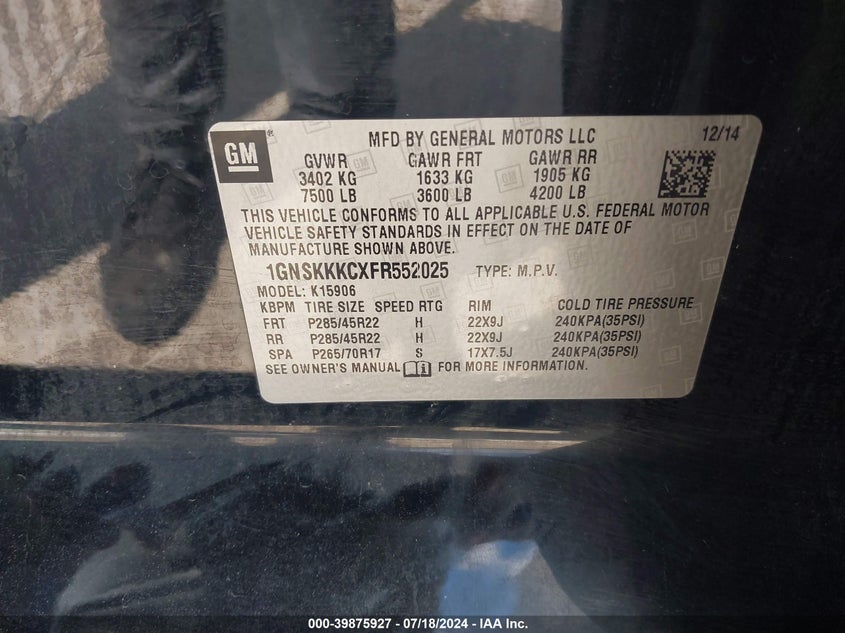 GM®
MFD BY GENERAL MOTORS LLC 12/14
GVWR GAWR FRT GAWR RR
3402 KG 1633 KG 1905 KG
7500 LB 3600 LB 4200 LB
THIS VEHICLE CONFORMS TO ALL APPLICABLE U.S. FEDERAL MOTOR
VEHICLE SAFETY STANDARDS IN EFFECT ON THE DATE OF
MANUFACTURE SHOWN ABOVE.
1GNSKKKCXFR552025 TYPE: M.P.V.
MODEL: K15906
KBPM TIRE SIZE SPEED RTG RIM COLD TIRE PRESSURE
FRT P285/45R22 H 22X9J 240KPA(35PSI)
RR P285/45R22 H 22X9J 240KPA(35PSI)
SPA P265/70R17 S 17X7.5J 240KPA(35PSI)
SEE OWNER'S MANUAL FOR MORE INFORMATION.
000-39875927 - 07/18/2024 - IAA Inc.